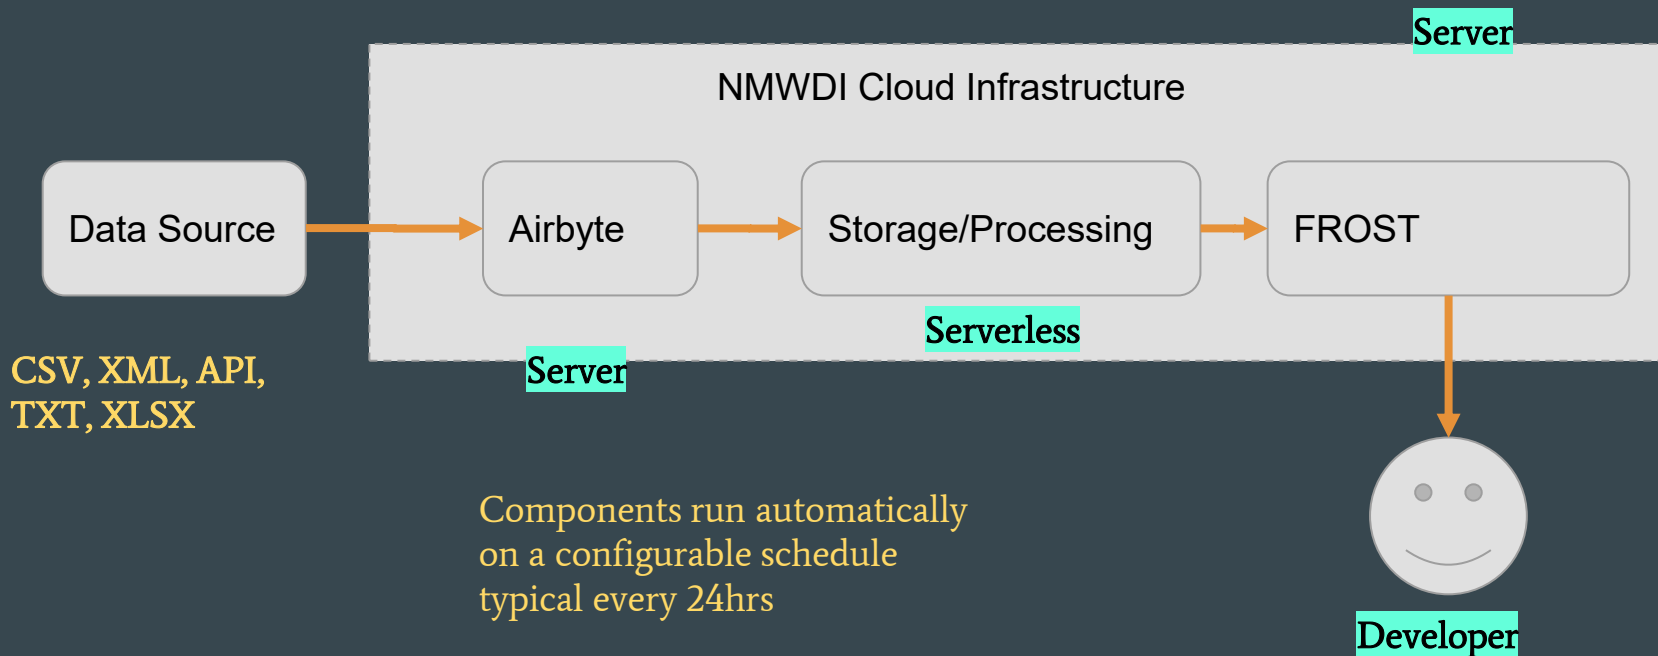 Server
NMWDI Cloud Infrastructure
Data Source
Airbyte
Storage/Processing
FROST
Serverless
Server
CSV, XML, API,
TXT, XLSX
Components run automatically
on a configurable schedule
typical every 24hrs
Developer